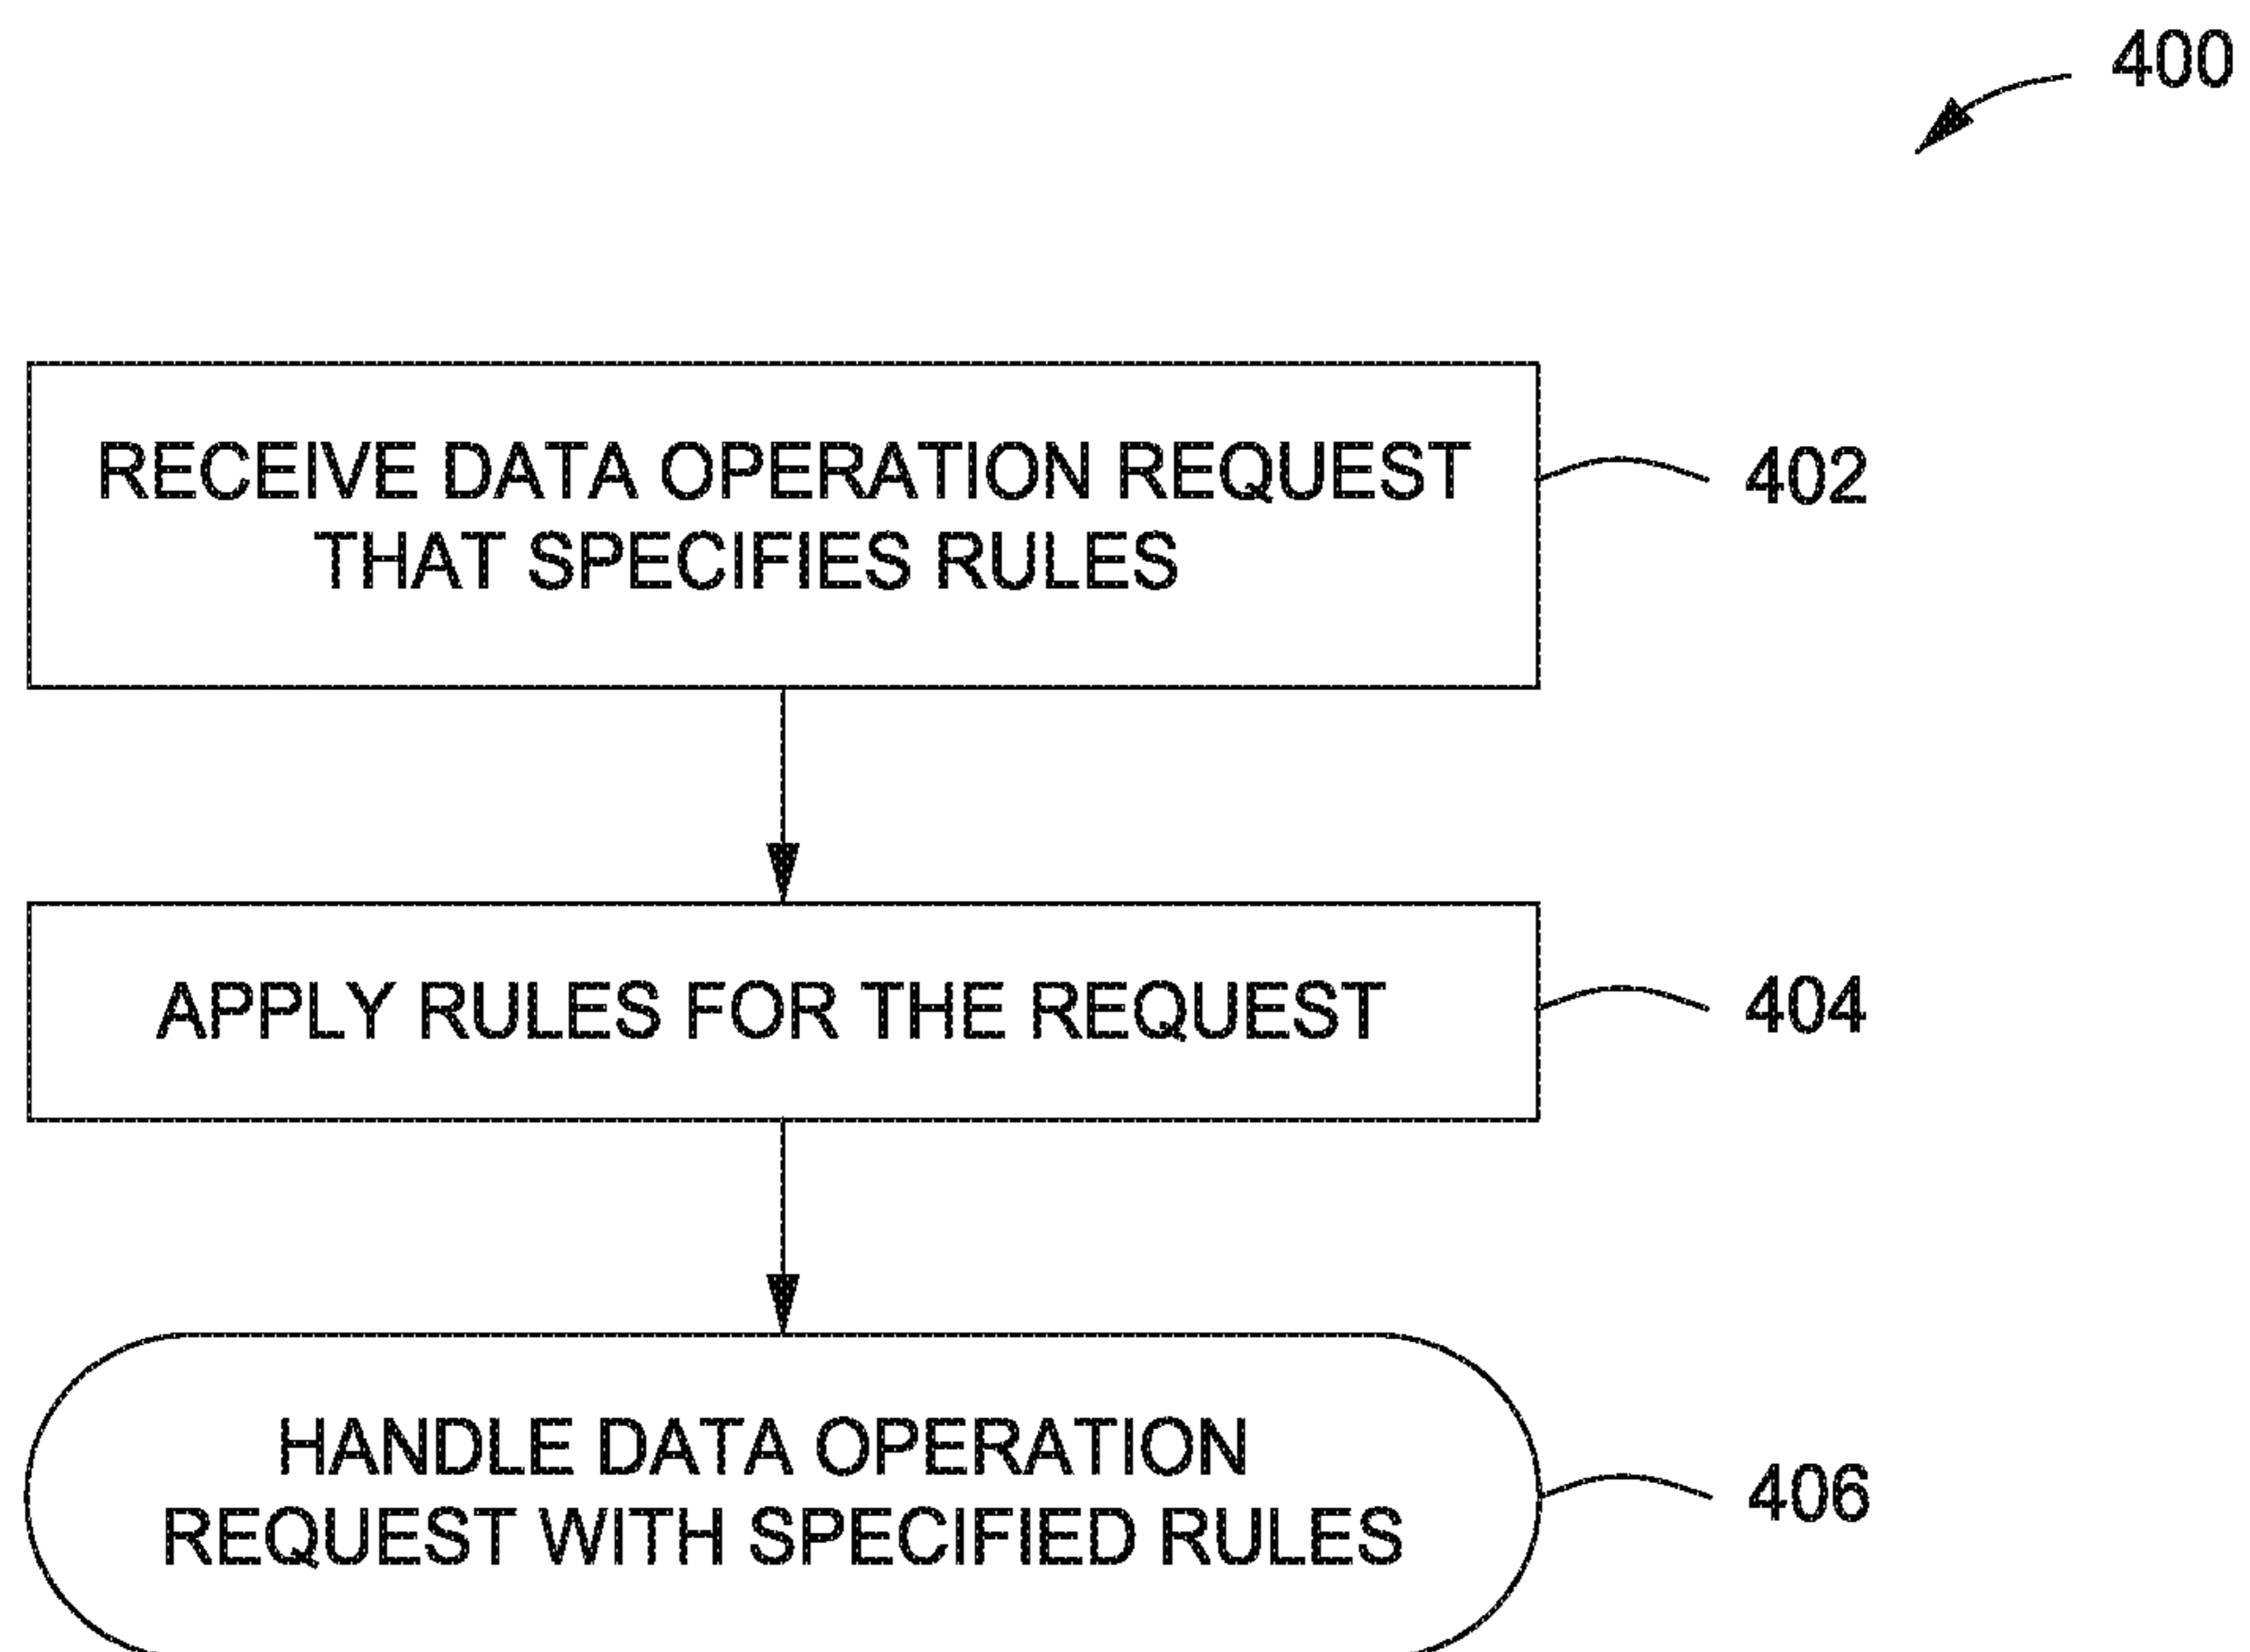 400
RECEIVE DATA OPERATION REQUEST
THAT SPECIFIES RULES
402
APPLY RULES FOR THE REQUEST
404
HANDLE DATA OPERATION
REQUEST WITH SPECIFIED RULES
406